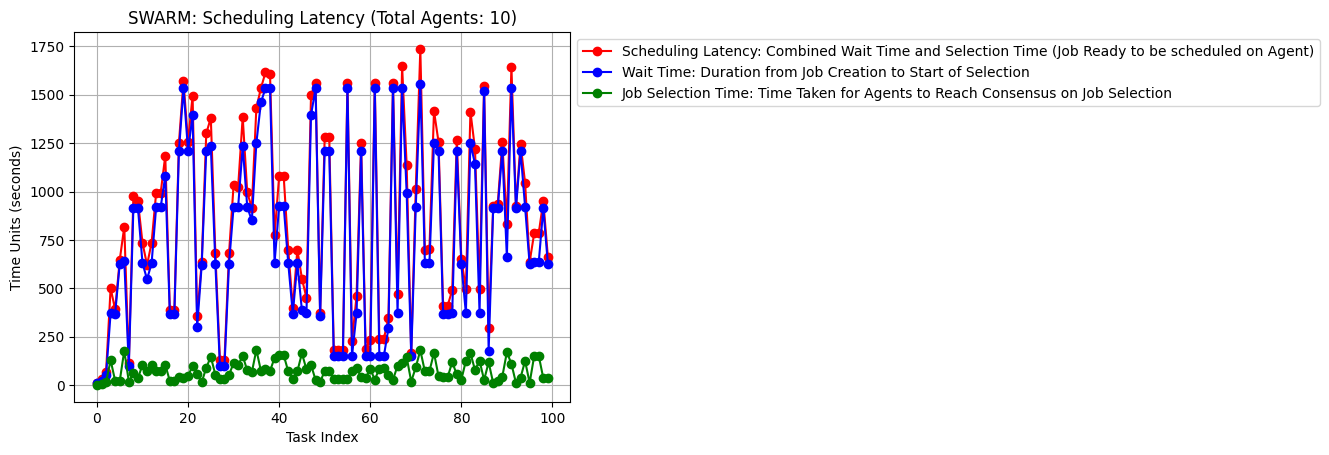 SWARM: Scheduling Latency (Total Agents: 10)
Scheduling Latency: Combined Wait Time and Selection Time (Job Ready to be scheduled on Agent)
Wait Time: Duration from Job Creation to Start of Selection
Job Selection Time: Time Taken for Agents to Reach Consensus on Job Selection
Time Units (seconds)
1750
1500
1250
1000
750
500
250
0
0 20 40 60 80 100
Task Index